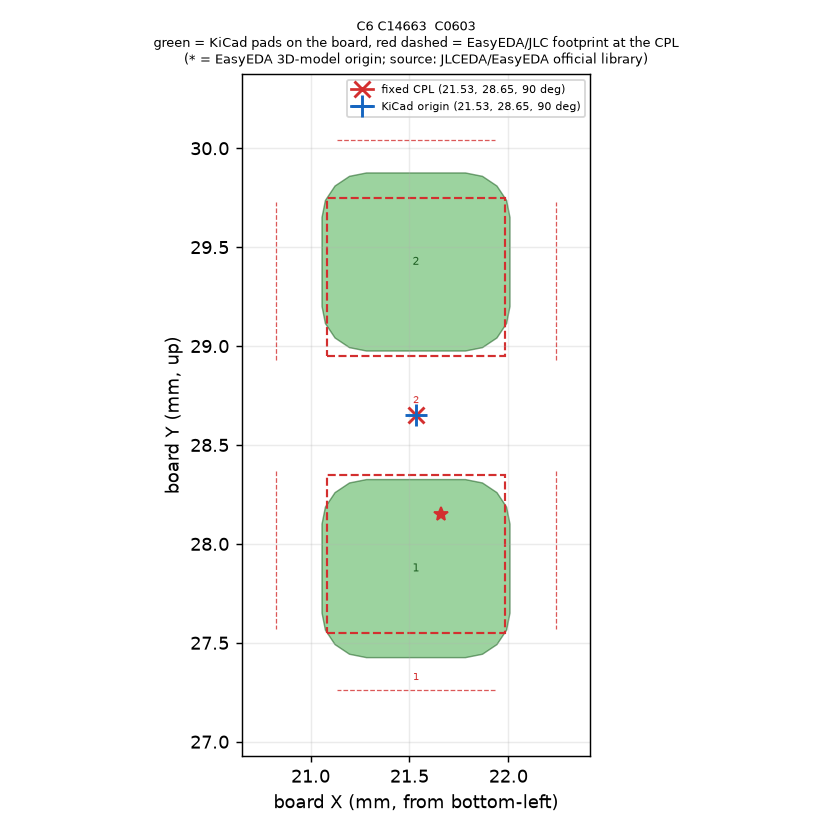 C6 C14663  C0603
green = KiCad pads on the board, red dashed = EasyEDA/JLC footprint at the CPL
(* = EasyEDA 3D-model origin; source: JLCEDA/EasyEDA official library)
fixed CPL (21.53, 28.65, 90 deg)
KiCad origin (21.53, 28.65, 90 deg)
30.0
29.5
29.0
28.5
28.0
27.5
27.0
board Y (mm, up)
2
2
1
1
21.0 21.5 22.0
board X (mm, from bottom-left)